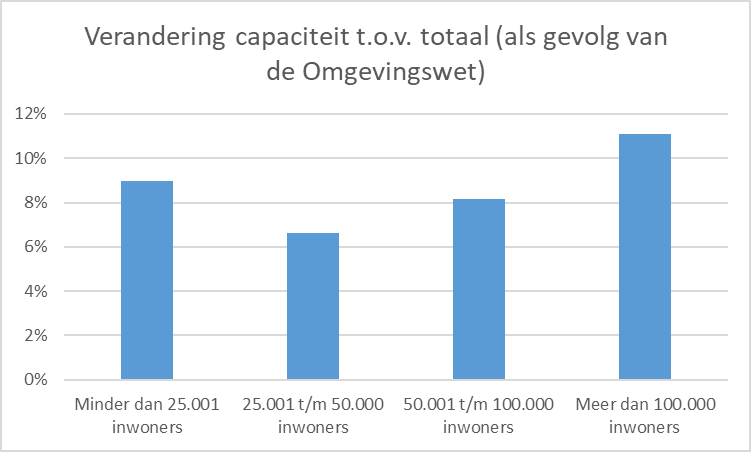 Verandering capaciteit t.o.v. totaal (als gevolg van
de Omgevingswet)
12%
10%
8%
6%
4%
2%
0%
Minder dan 25.001
inwoners
25.001 t/m 50.000
inwoners
50.001 t/m 100.000
inwoners
Meer dan 100.000
inwoners